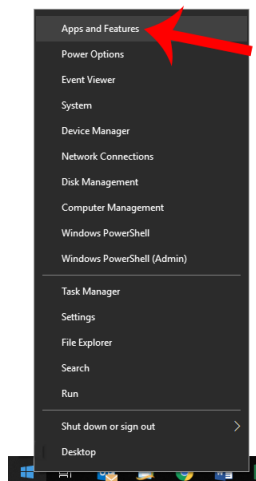 Apps and Features
Power Options
Event Viewer
System
Device Manager
Network Connections
Disk Management
Computer Management
Windows PowerShell
Windows PowerShell (Admin)
Task Manager
Settings
File Explorer
Search
Run
Shut down or sign out
Desktop